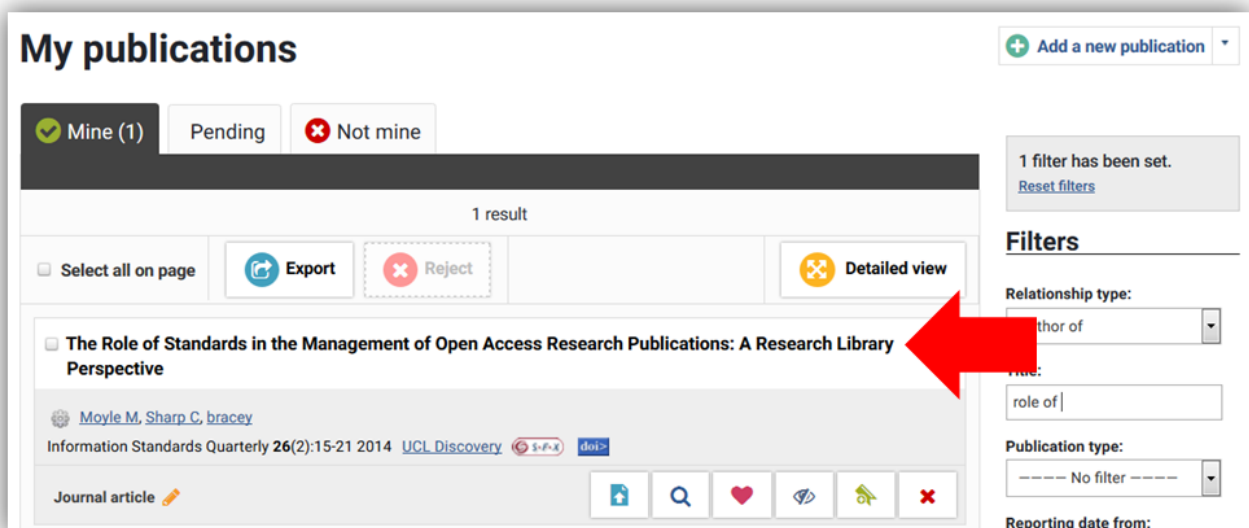 My publications
Add a new publication
Mine (1)
Pending
Not mine
1 filter has been set.
Reset filters
1 result
Filters
Select all on page
Export
Reject
Detailed view
Relationship type:
thor of
The Role of Standards in the Management of Open Access Research Publications: A Research Library
Perspective
Title:
role of
Moyle M, Sharp C, bracey
Information Standards Quarterly 26(2):15-21 2014 UCL Discovery S·F·X doi>
Publication type:
---- No filter ----
Journal article
Reporting date from: